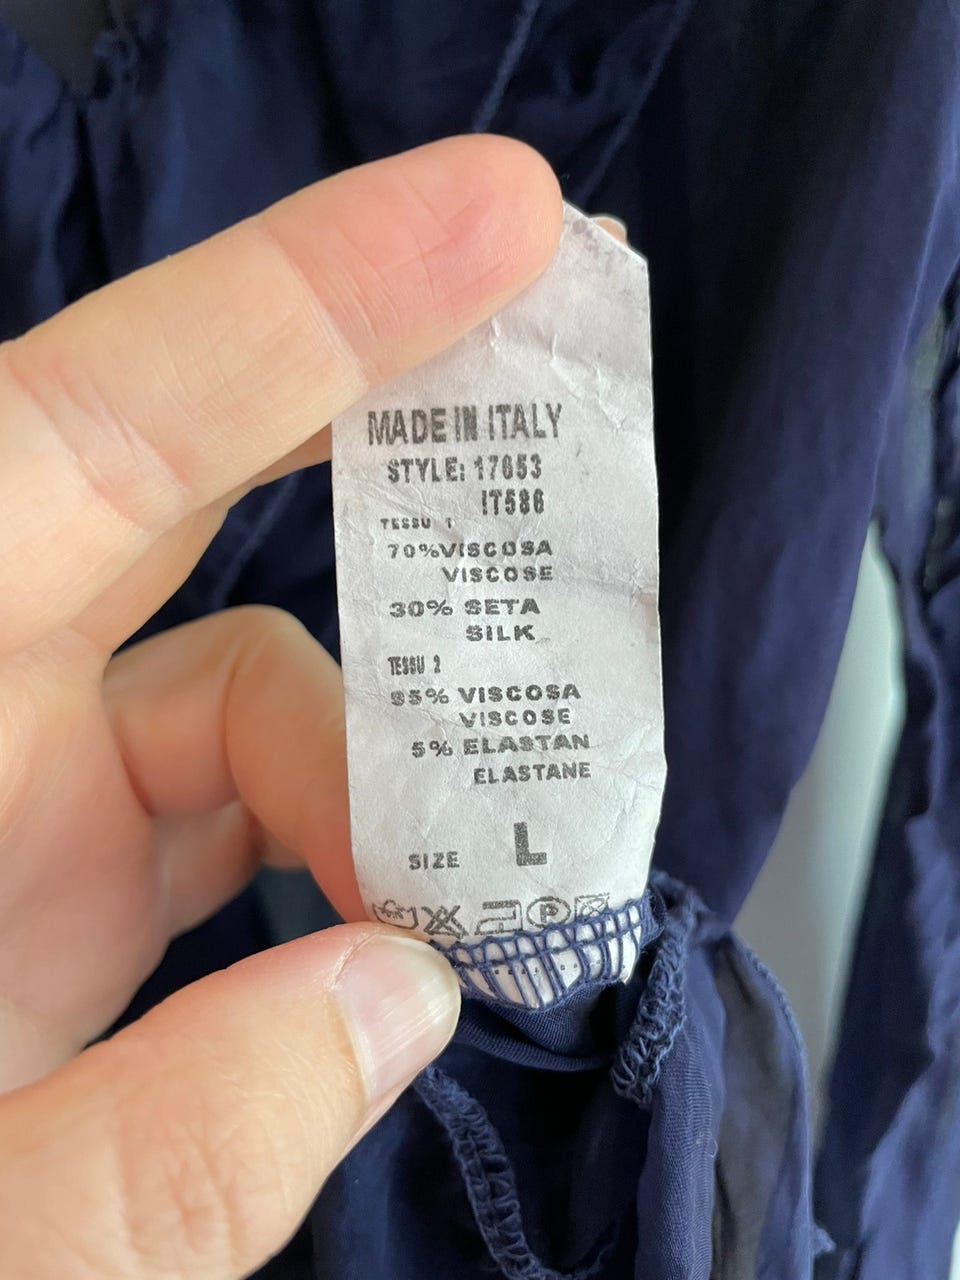 MADE IN ITALY
STYLE: 17653
IT586
TESSU 1
70% VISCOSA
VISCOSE
30% SETA
SILK
TESSU 2
95% VISCOSA
VISCOSE
5% ELASTAN
ELASTANE
SIZE L
P